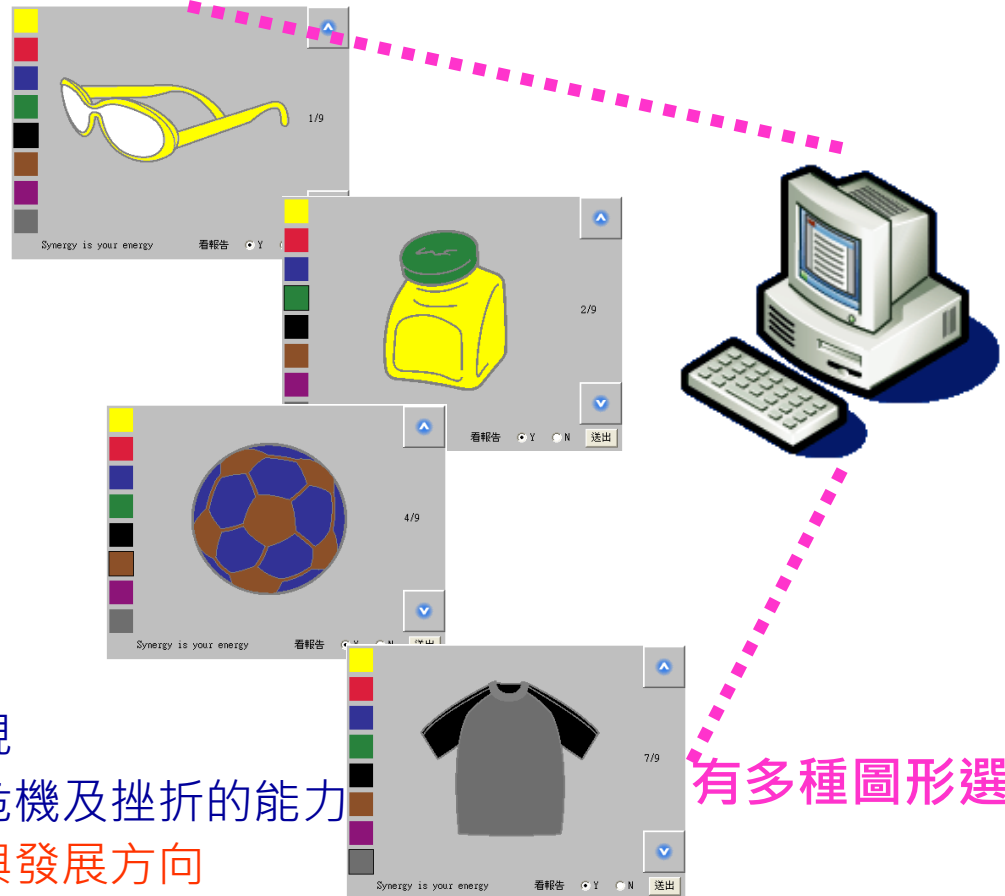 1/9
Synergy is your energy 看報告 Y
2/9
看報告 Y N 送出
4/9
Synergy is your energy 看報告
7/9
有多種圖形選
危機及挫折的能力
發展方向
Synergy is your energy 看報告 Y N 送出